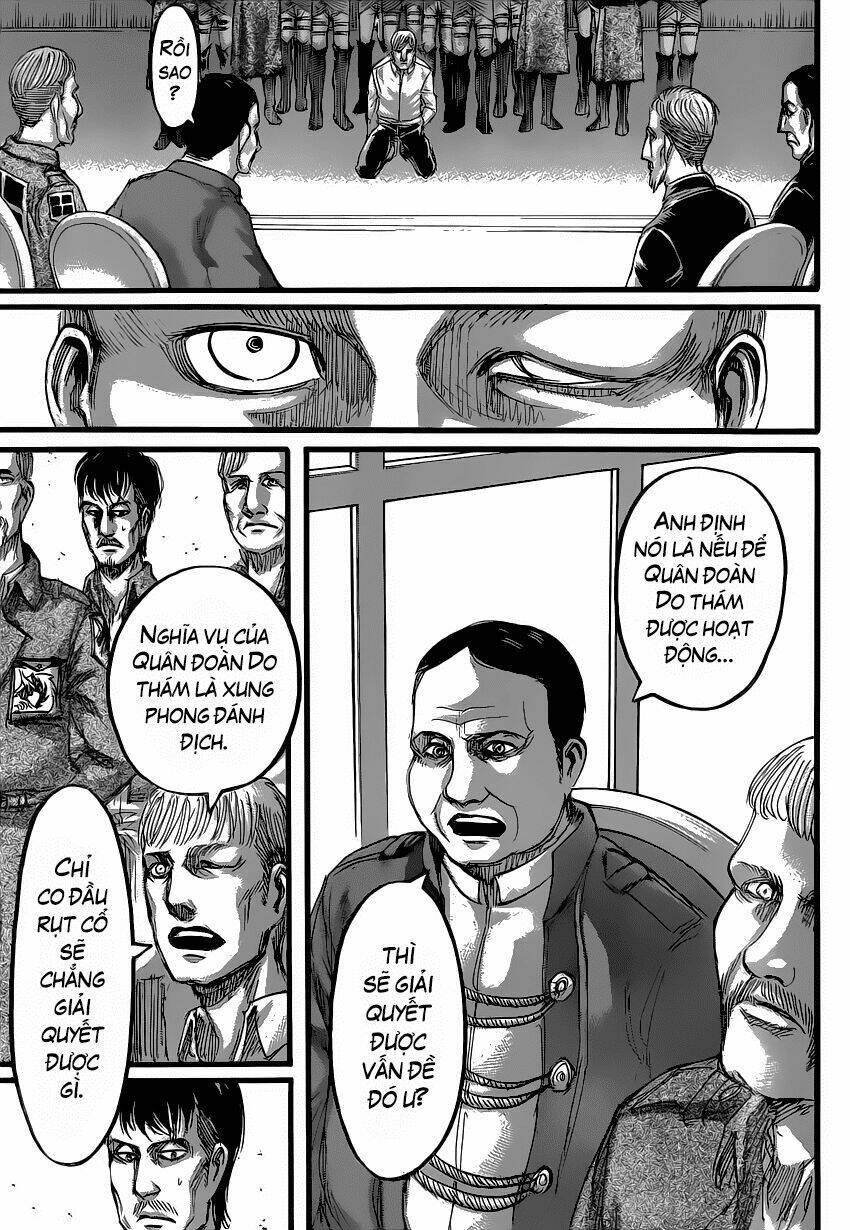 RỒI
SAO
?
ANH ĐỊNH
NÓI LÀ NẾU ĐỂ
QUÂN ĐOÀN
DO THÁM
ĐƯỢC HOẠT
ĐỘNG...
THÌ
SẼ GIẢI
QUYẾT
ĐƯỢC
VẤN ĐỀ
ĐÓ Ư?
NGHĨA VỤ CỦA
QUÂN ĐOÀN DO
THÁM LÀ XUNG
PHONG ĐÁNH
ĐỊCH.
CHỈ
CO ĐẦU
RỤT CỔ
SẼ
CHẲNG
GIẢI
QUYẾT
ĐƯỢC
GÌ.